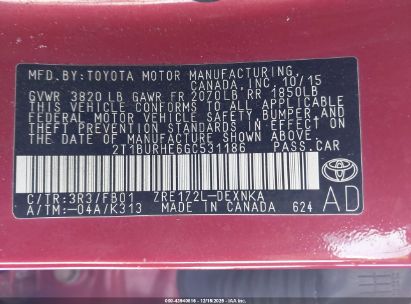 MFD. BY: TOYOTA MOTOR MANUFACTURING
CANADA, INC. 10/15
GVWR 3820 LB GAWR FR 2070LB RR 1850LB
THIS VEHICLE CONFORMS TO ALL APPLICABLE
FEDERAL MOTOR VEHICLE SAFETY, BUMPER, AND
THEFT PREVENTION STANDARDS IN EFFECT ON THE
DATE OF MANUFACTURE SHOWN ABOVE.
2T1BURHE6GC531186 PASS.CAR
C/TR: 3R3/FB01 ZRE172L-DEXNKA
A/TM: -04A/K313 MADE IN CANADA 624
TOYOTA
AD